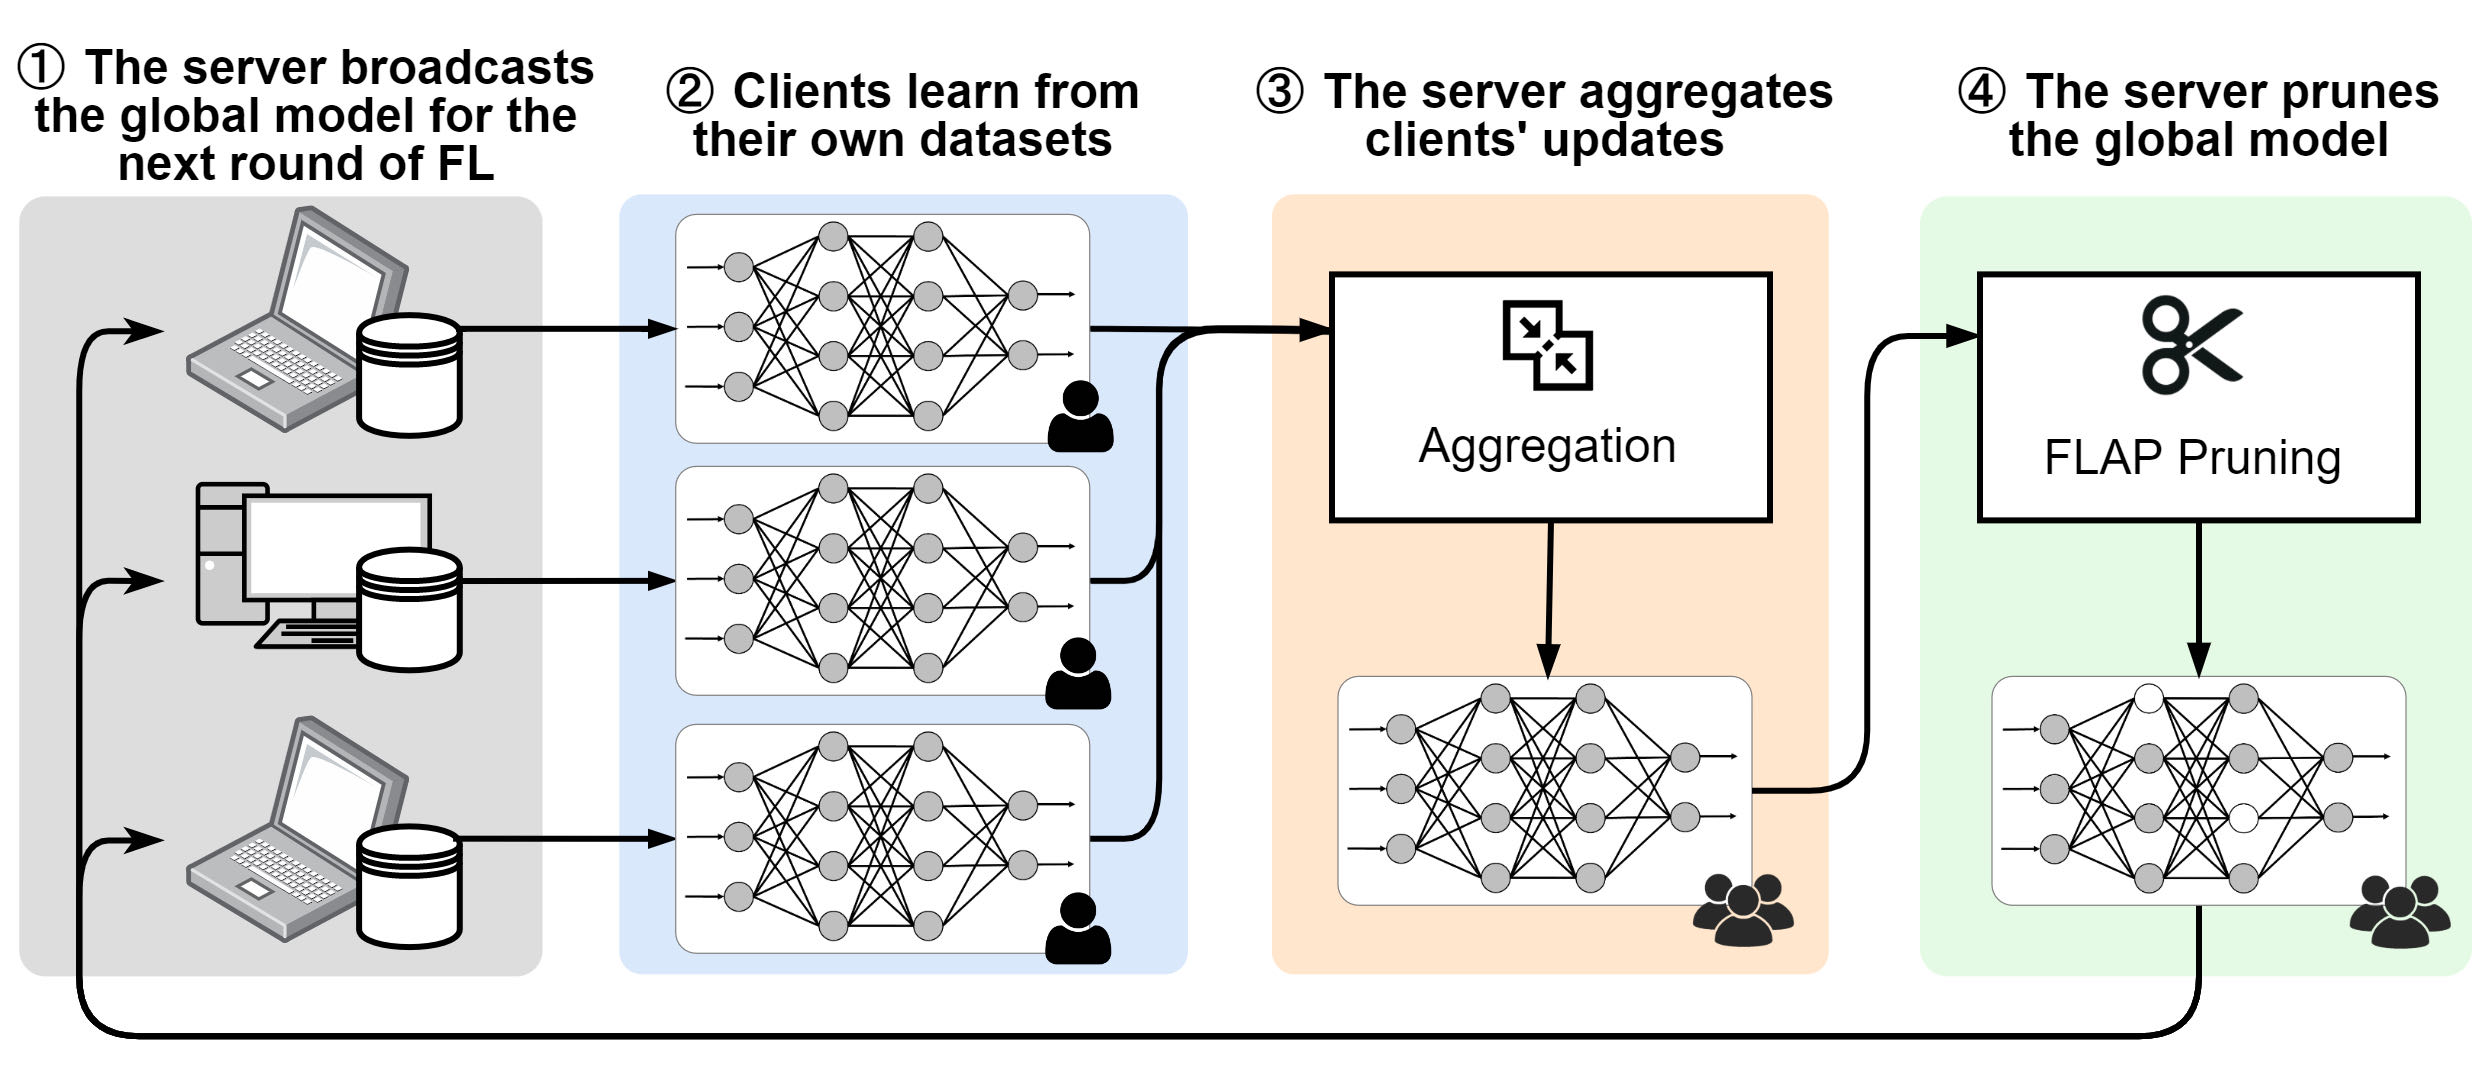 ① The server broadcasts
the global model for the
next round of FL
② Clients learn from
their own datasets
③ The server aggregates
clients' updates
④ The server prunes
the global model
Aggregation
FLAP Pruning